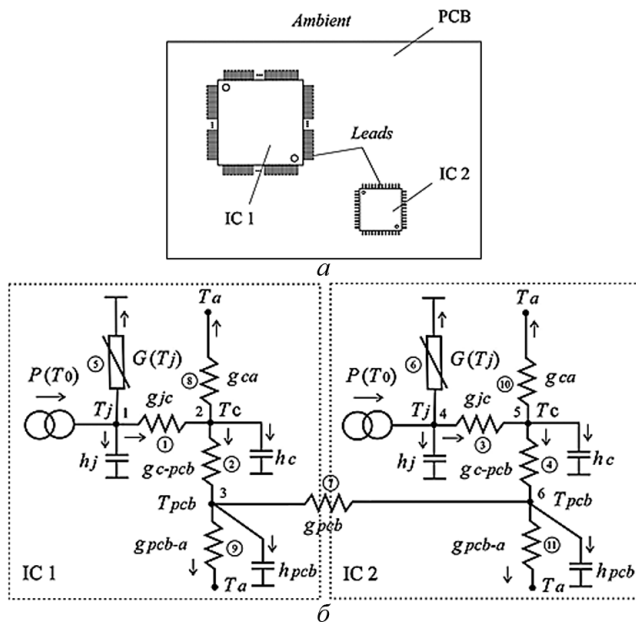 Ambient
PCB
1
1
Leads
IC 1
IC 2
а
Ta
Ta
5
G(Tj)
8
gca
6
G(Tj)
10
gca
P(T0)
gjc
P(T0)
gjc
Tj
1
2
Tc
Tj
4
5
Tc
1
3
hj
2
hc
hj
4
hc
gc-pcb
gc-pcb
7
Tpcb
3
6
Tpcb
gpcb
gpcb-a
9
gpcb-a
11
hpcb
hpcb
IC 1
Ta
IC 2
Ta
б